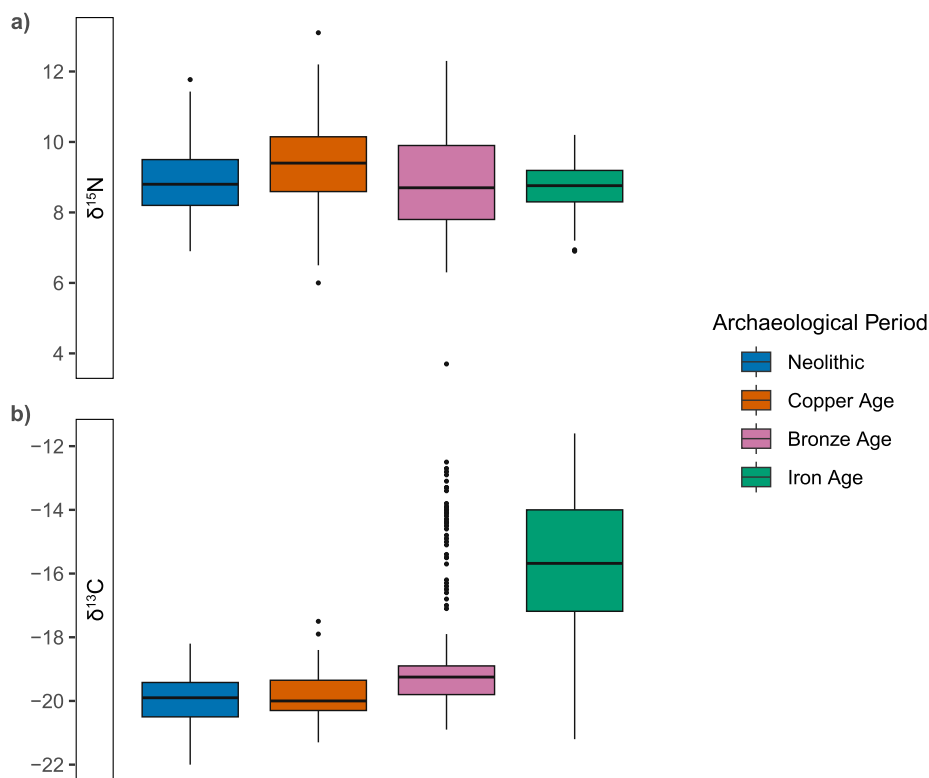 a)
12
10
8
6
4
δ¹⁵N
b)
−12
−14
−16
−18
−20
−22
δ¹³C
Archaeological Period
Neolithic
Copper Age
Bronze Age
Iron Age